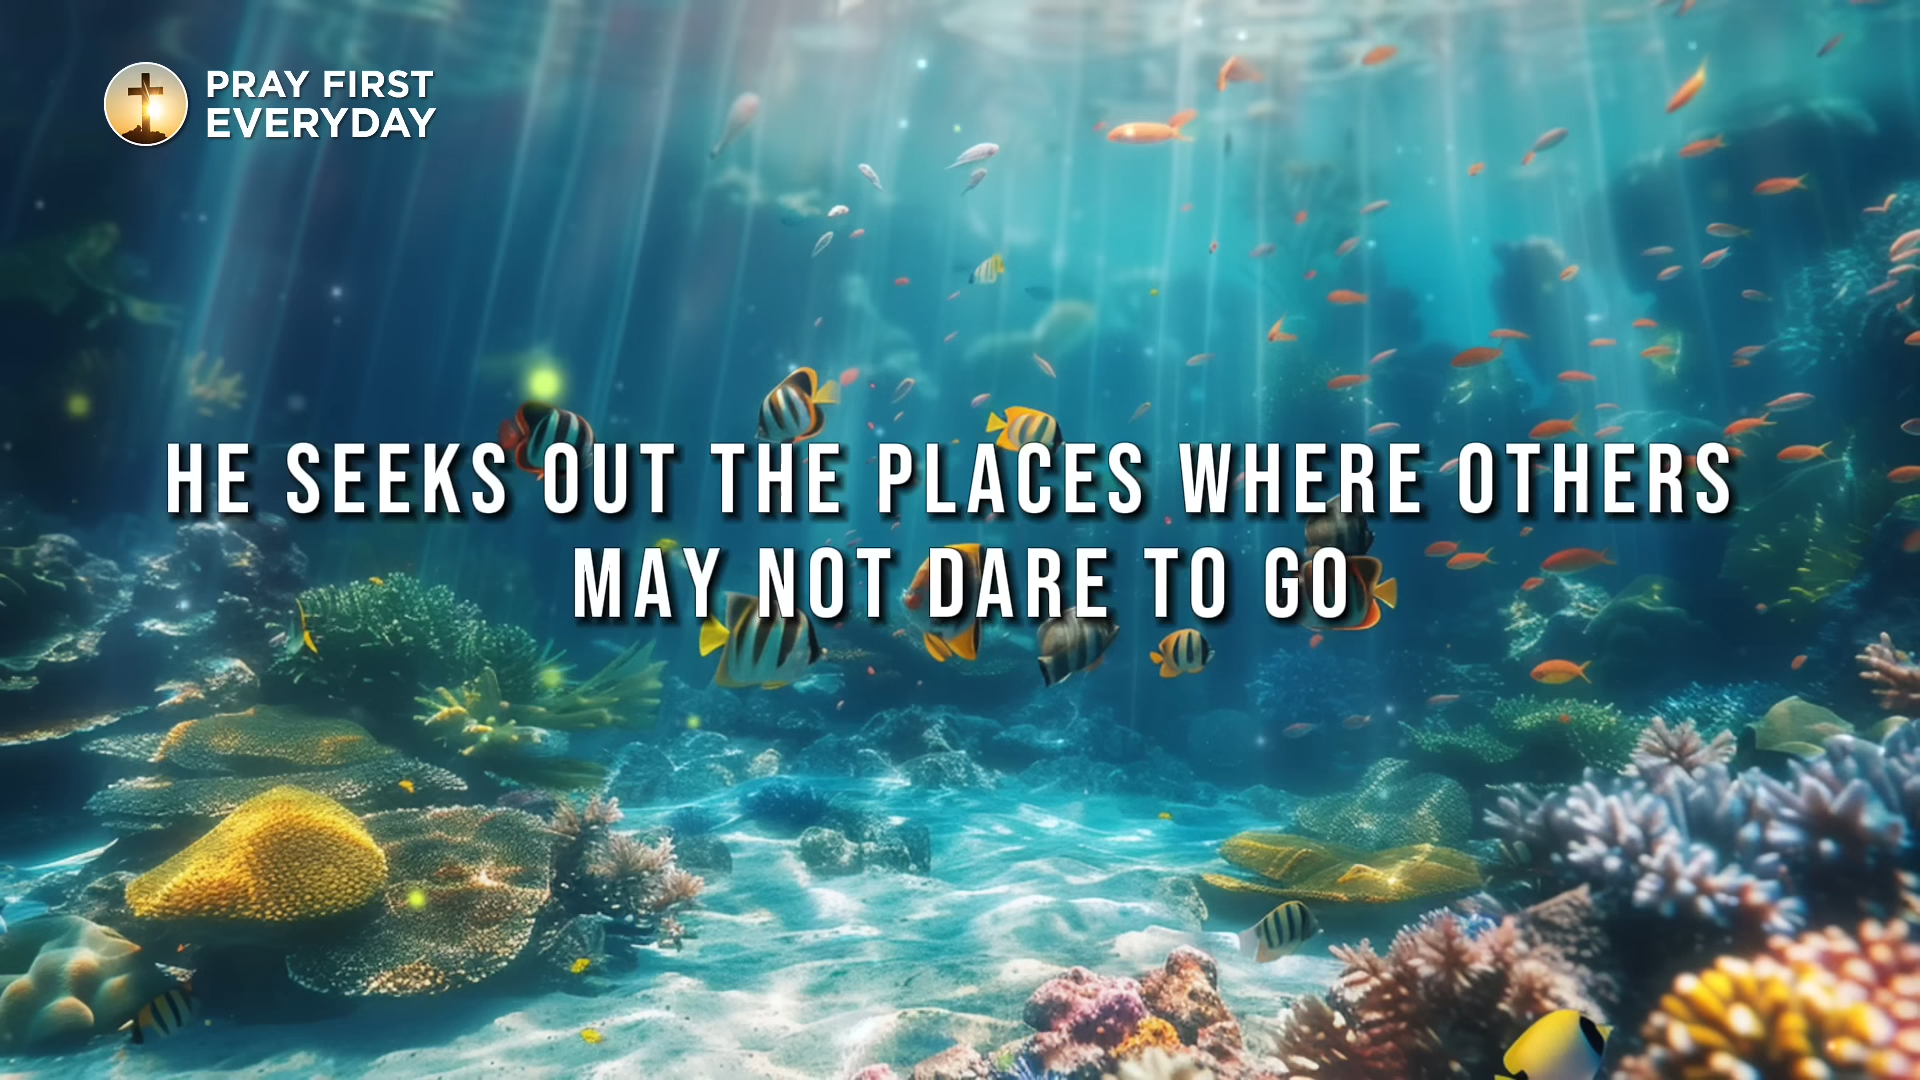 PRAY FIRST
EVERYDAY
HE SEEKS OUT THE PLACES WHERE OTHERS
MAY NOT DARE TO GO